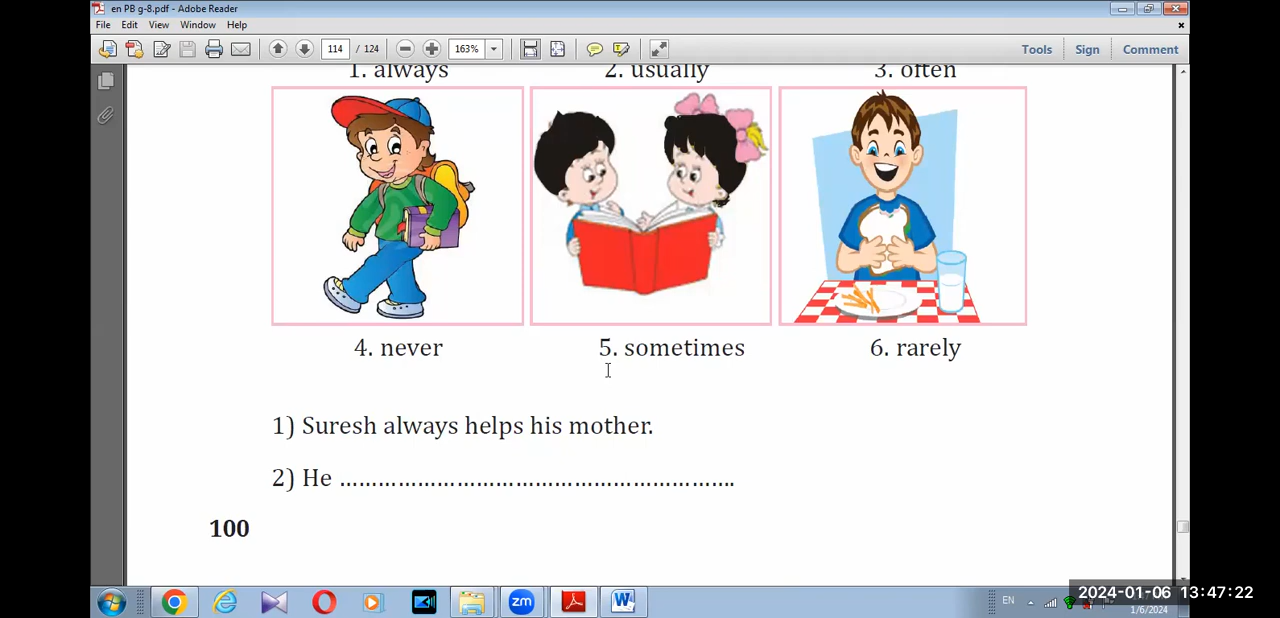 en PB g-8.pdf - Adobe Reader
File Edit View Window Help
114 / 124 163% Tools Sign Comment
1. always 2. usually 3. often
4. never 5. sometimes 6. rarely
1) Suresh always helps his mother.
2) He ……………………………………………………
100
zm W EN
2024-01-06 13:47:22
1/6/2024